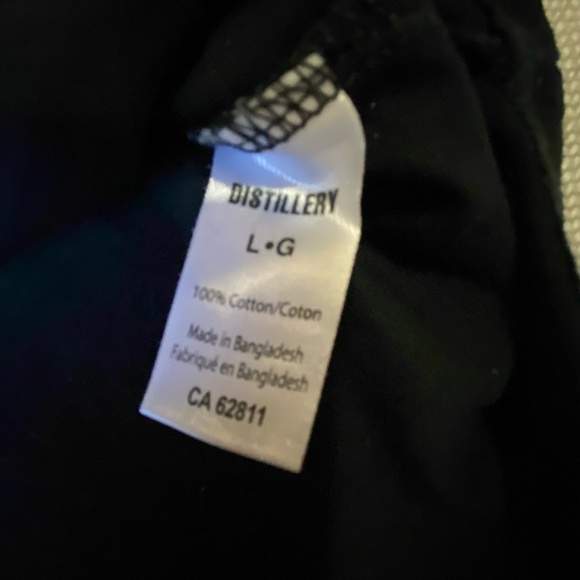 DISTILLERY
L•G
100% Cotton/Coton
Made in Bangladesh
Fabriqué en Bangladesh
CA 62811